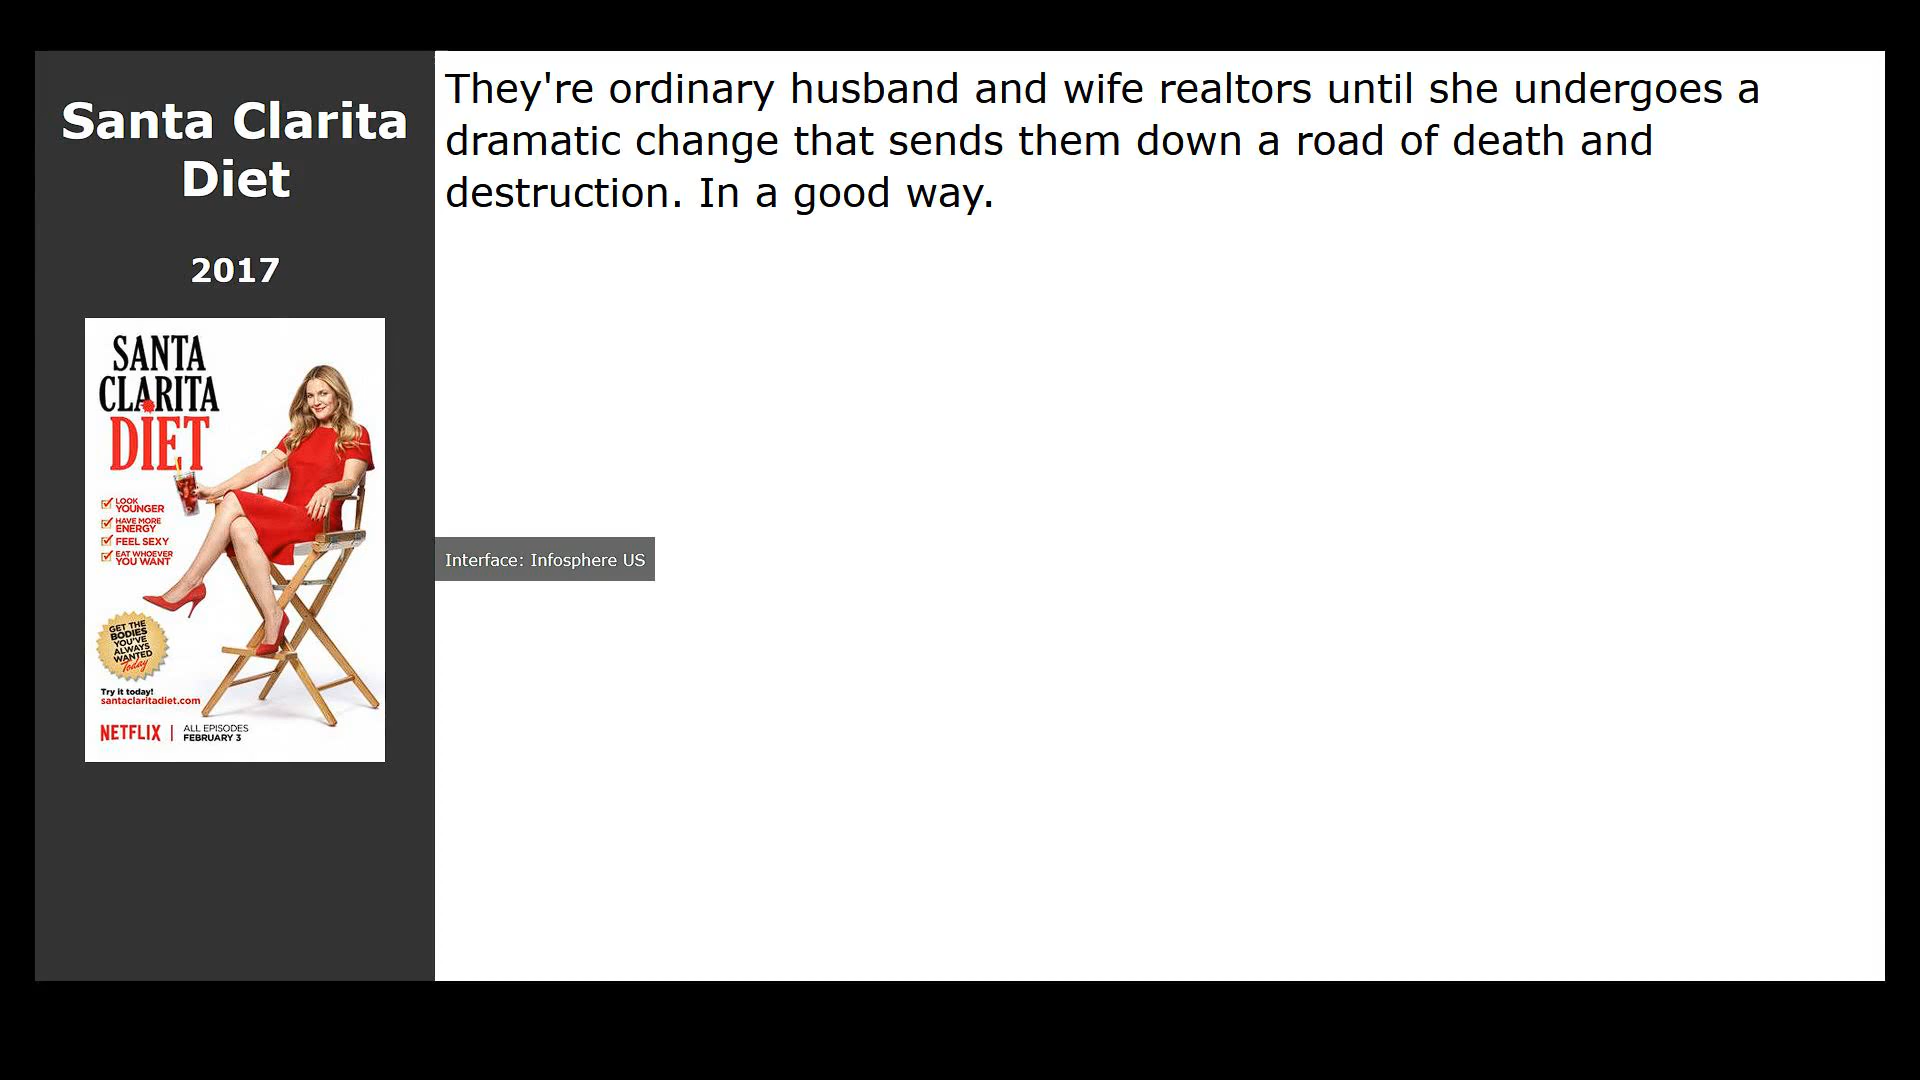 Santa Clarita
Diet
2017
SANTA
CLARITA
DIET
LOOK
YOUNGER
HAVE MORE
ENERGY
FEEL SEXY
EAT WHOEVER
YOU WANT
GET THE
BODIES
YOU'VE
ALWAYS
WANTED
Today
Try it today!
santaclaritadiet.com
NETFLIX | ALL EPISODES
FEBRUARY 3
They're ordinary husband and wife realtors until she undergoes a
dramatic change that sends them down a road of death and
destruction. In a good way.
Interface: Infosphere US